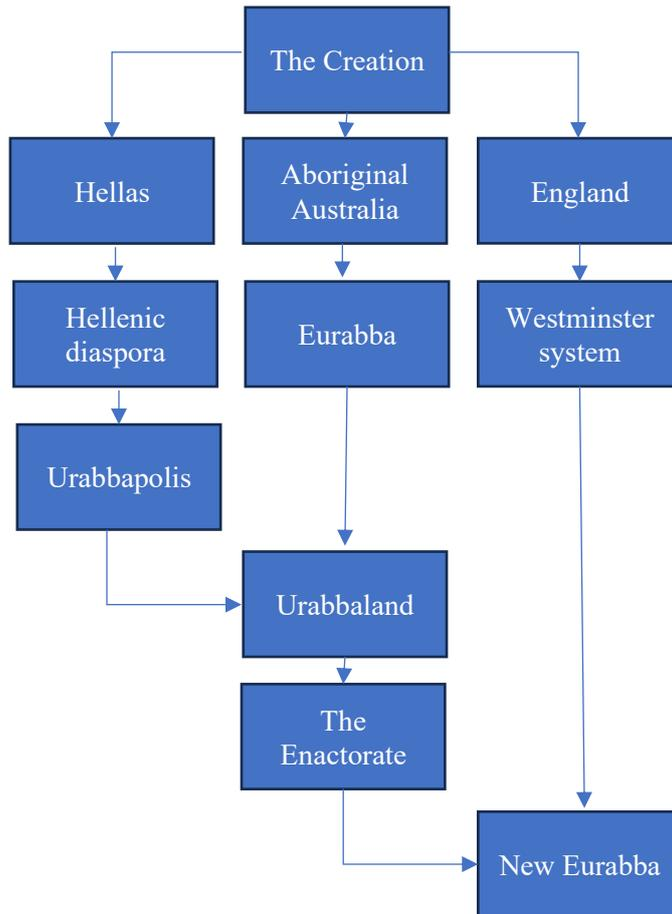 The Creation
Hellas
Aboriginal
Australia
England
Hellenic
diaspora
Eurabba
Westminster
system
Urabbapolis
Urabbaland
The
Enactorate
New Eurabba